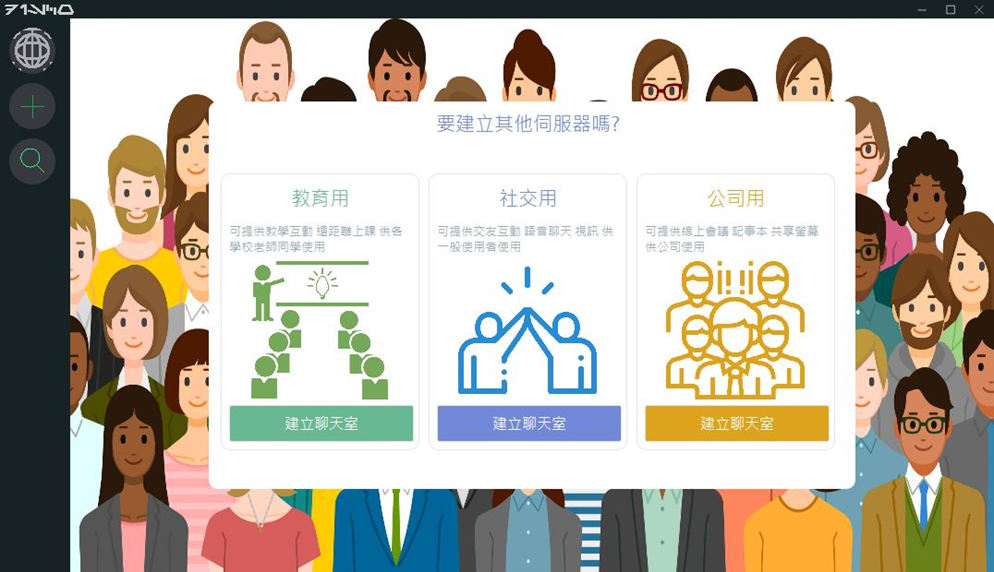 要建立其他伺服器嗎?
教育用
可提供教學互動 遠距離上課 供各
學校老師同學使用
建立聊天室
社交用
可提供交友互動 語音聊天 視訊 供
一般使用者使用
建立聊天室
公司用
可提供線上會議 記事本 共享螢幕
供公司使用
建立聊天室